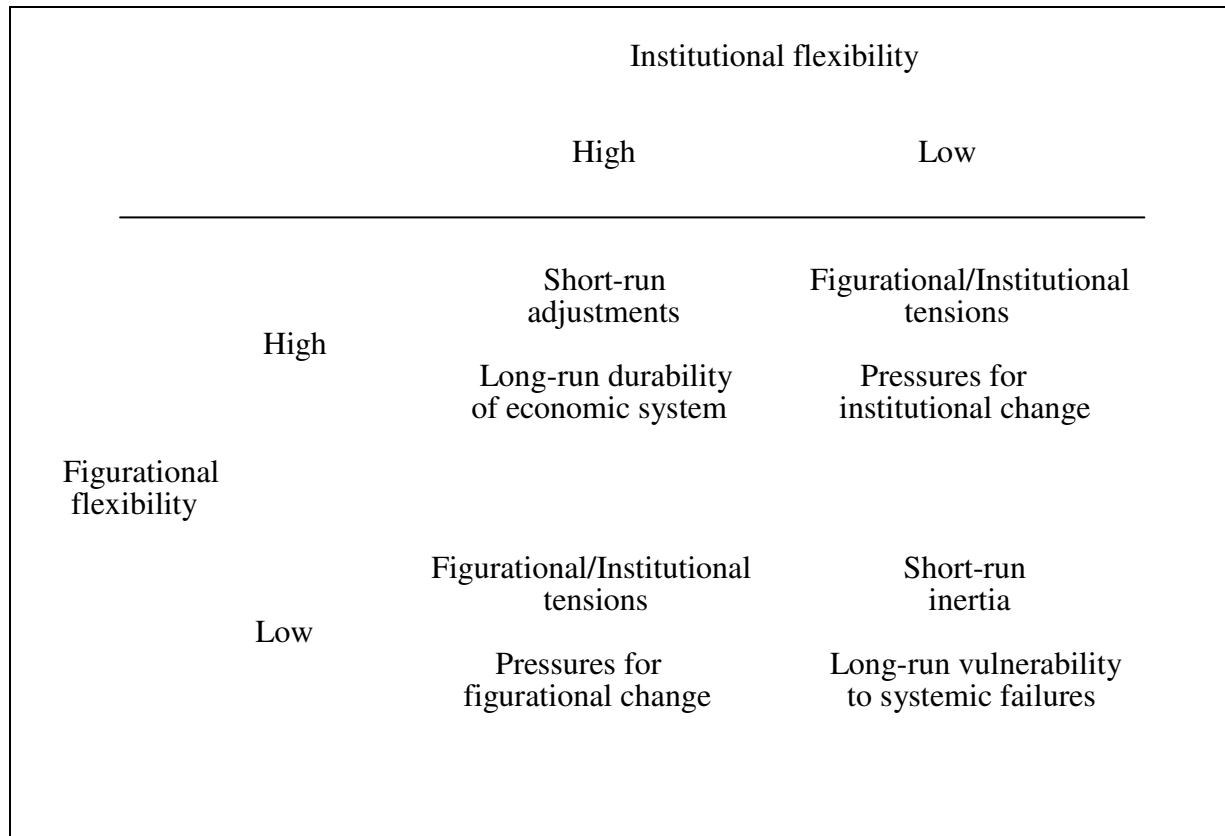 Institutional flexibility
High Low
Short-run Figurational/Institutional
adjustments tensions
High
Long-run durability Pressures for
of economic system institutional change
Figurational
flexibility
Figurational/Institutional Short-run
tensions inertia
Low
Pressures for Long-run vulnerability
figurational change to systemic failures